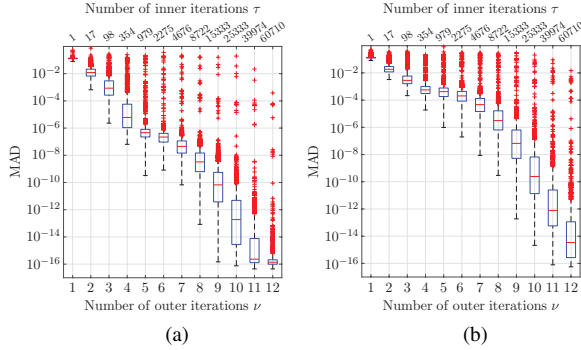 Number of inner iterations τ
1 17 98 354 979 2275 4676 8722 15333 25333 39974 60710
MAD
10⁻²
10⁻⁴
10⁻⁶
10⁻⁸
10⁻¹⁰
10⁻¹²
10⁻¹⁴
10⁻¹⁶
1 2 3 4 5 6 7 8 9 10 11 12
Number of outer iterations ν
(a)
Number of inner iterations τ
1 17 98 354 979 2275 4676 8722 15333 25333 39974 60710
MAD
10⁻²
10⁻⁴
10⁻⁶
10⁻⁸
10⁻¹⁰
10⁻¹²
10⁻¹⁴
10⁻¹⁶
1 2 3 4 5 6 7 8 9 10 11 12
Number of outer iterations ν
(b)